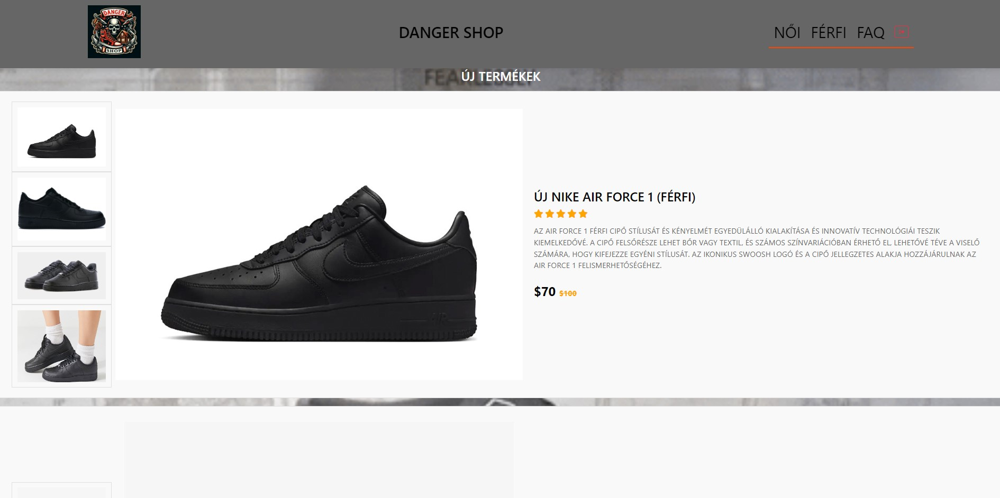 DANGER
SHOP
DANGER SHOP
NŐI FÉRFI FAQ
ÚJ TERMÉKEK
ÚJ NIKE AIR FORCE 1 (FÉRFI)
AZ AIR FORCE 1 FÉRFI CIPŐ STÍLUSÁT ÉS KÉNYELMÉT EGYEDÜLÁLLÓ KIALAKÍTÁSA ÉS INNOVATÍV TECHNOLÓGIÁI TESZIK
KIEMELKEDŐVÉ. A CIPŐ FELSŐRÉSZE LEHET BŐR VAGY TEXTIL, ÉS SZÁMOS SZÍNVARIÁCIÓBAN ÉRHETŐ EL, LEHETŐVÉ TÉVE A VISELŐ
SZÁMÁRA, HOGY KIFEJEZZE EGYÉNI STÍLUSÁT. AZ IKONIKUS SWOOSH LOGÓ ÉS A CIPŐ JELLEGZETES ALAKJA HOZZÁJÁRULNAK AZ
AIR FORCE 1 FELISMERHETŐSÉGÉHEZ.
$70 $100